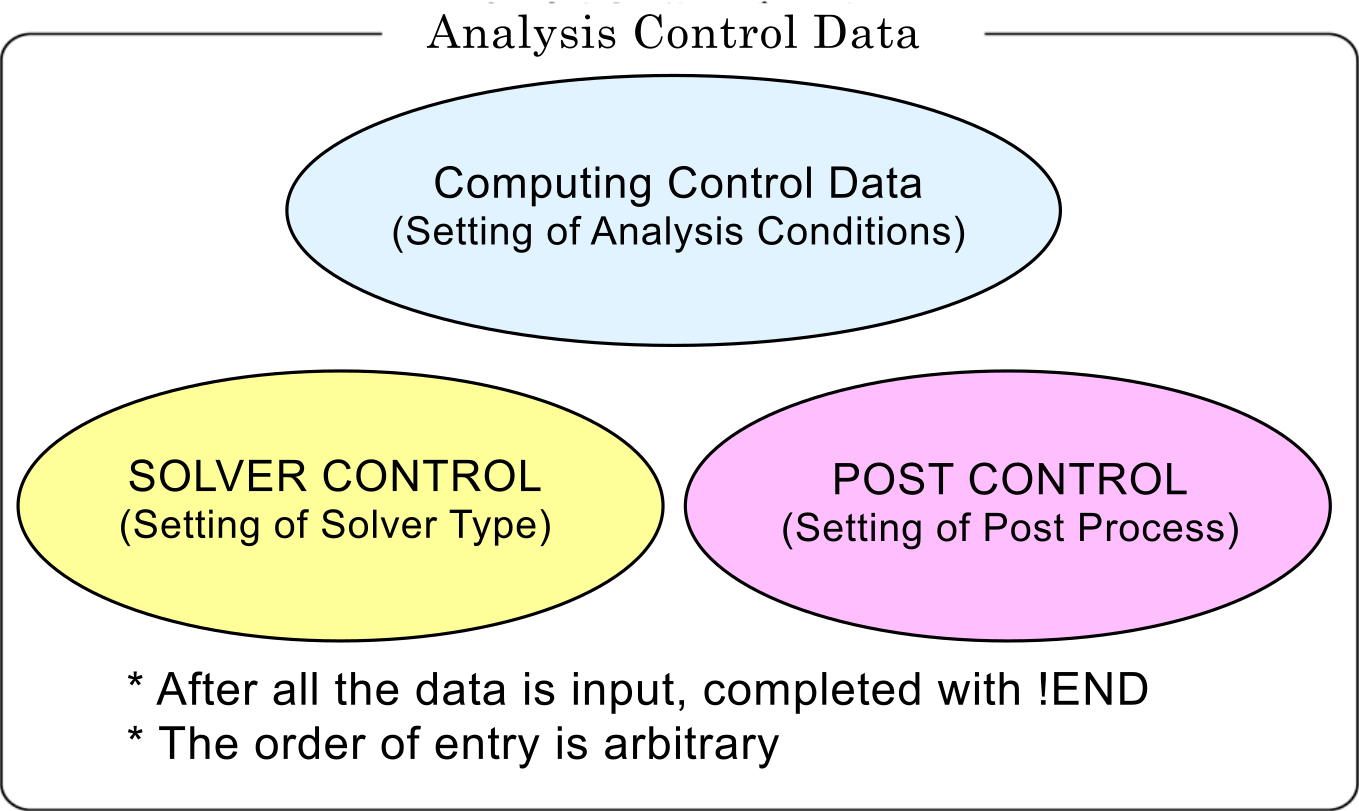 Analysis Control Data
Computing Control Data
(Setting of Analysis Conditions)
SOLVER CONTROL
(Setting of Solver Type)
POST CONTROL
(Setting of Post Process)
* After all the data is input, completed with !END
* The order of entry is arbitrary